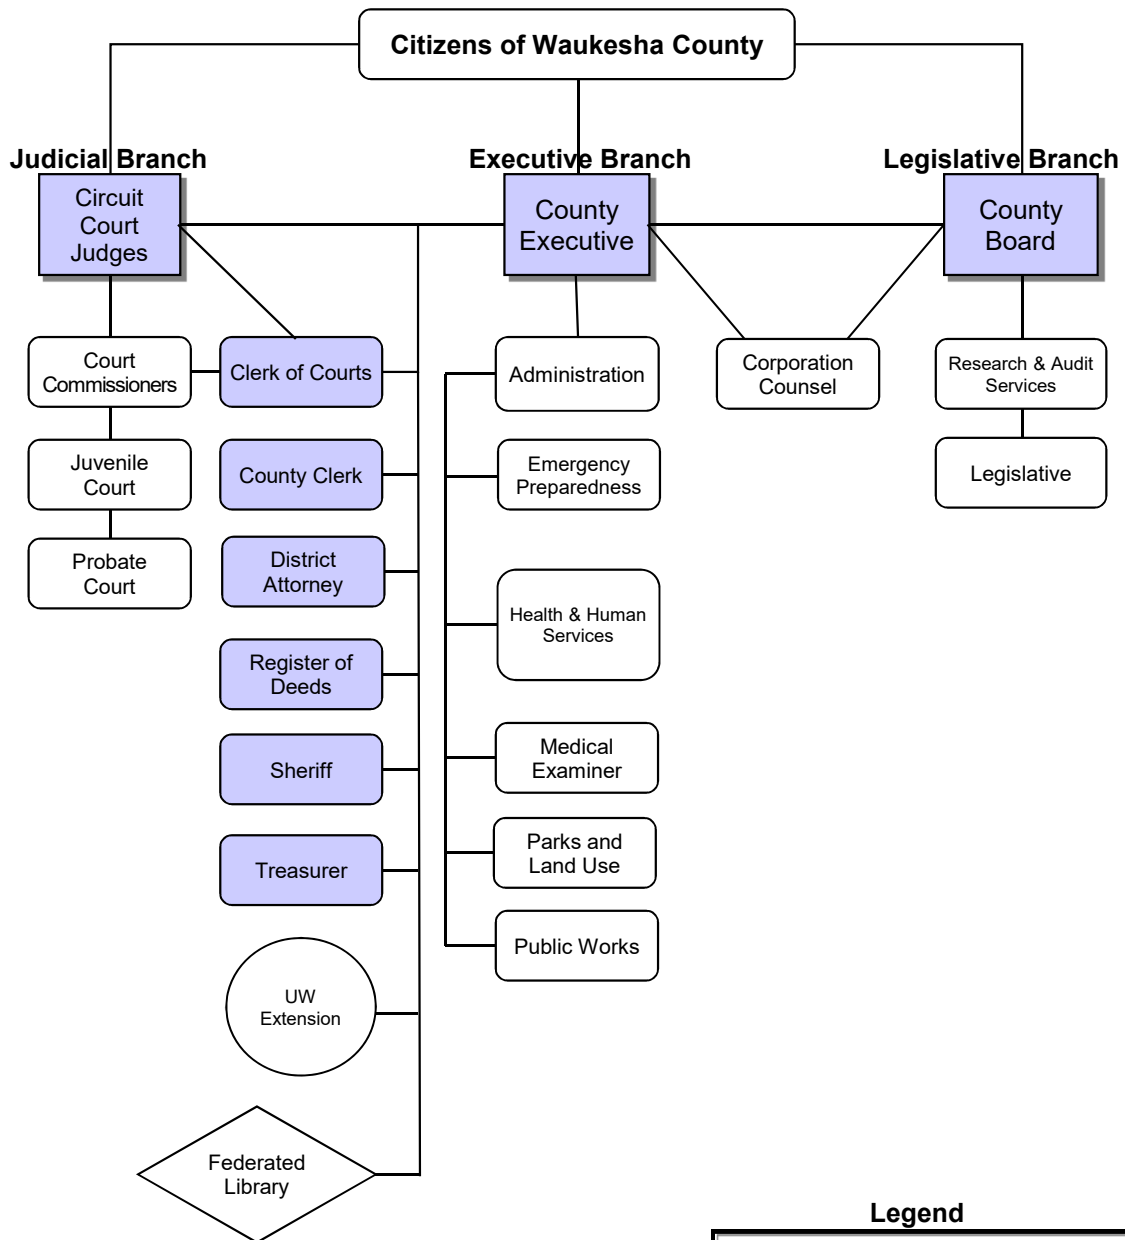 Citizens of Waukesha County
Judicial Branch
Executive Branch
Legislative Branch
Circuit
Court
Judges
County
Executive
County
Board
Court
Commissioners
Clerk of Courts
Administration
Corporation
Counsel
Research & Audit
Services
Juvenile
Court
County Clerk
Emergency
Preparedness
Legislative
Probate
Court
District
Attorney
Health & Human
Services
Register of
Deeds
Sheriff
Medical
Examiner
Treasurer
Parks and
Land Use
Public Works
UW
Extension
Federated
Library
Legend